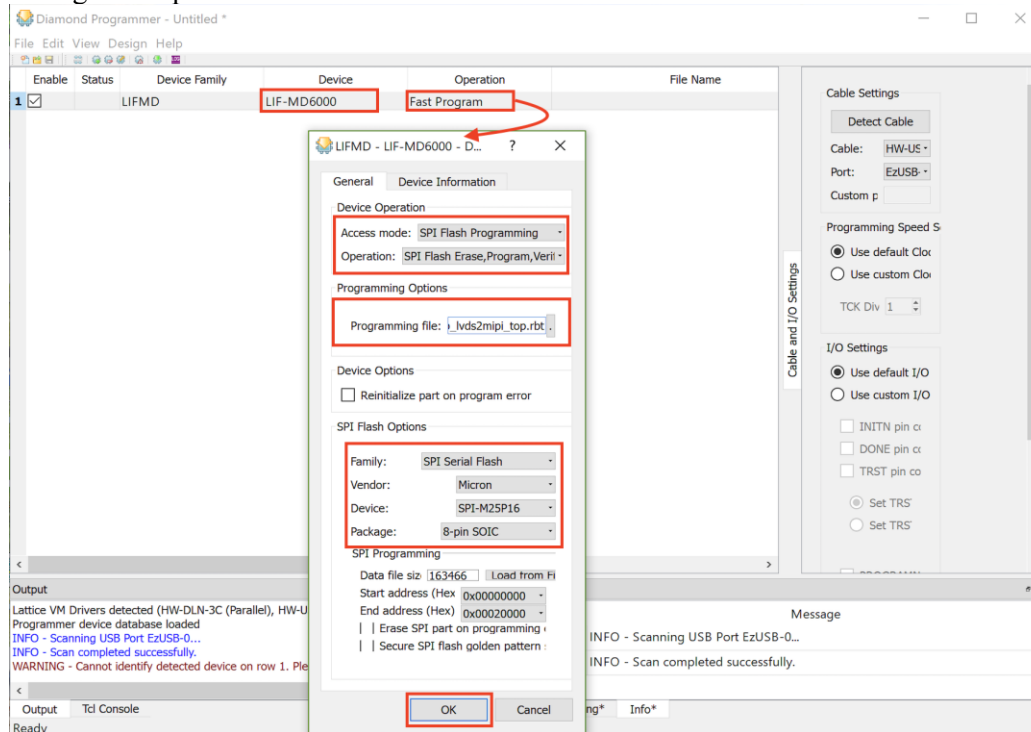 Diamond Programmer - Untitled *
File Edit View Design Help
Enable Status Device Family Device Operation File Name
1 LIFMD LIF-MD6000 Fast Program
LIFMD - LIF-MD6000 - D... ? ×
General Device Information
Device Operation
Access mode: SPI Flash Programming
Operation: SPI Flash Erase,Program,Verif
Programming Options
Programming file: _lvds2mipi_top.rbt .
Device Options
Reinitialize part on program error
SPI Flash Options
Family: SPI Serial Flash
Vendor: Micron
Device: SPI-M25P16
Package: 8-pin SOIC
SPI Programming
Data file siz 163466 Load from Fi
Start address (Hex 0x00000000
End address (Hex) 0x00020000
Erase SPI part on programming
Secure SPI flash golden pattern
OK Cancel
Cable and I/O Settings
Cable Settings
Detect Cable
Cable: HW-US
Port: EzUSB-
Custom p
Programming Speed S
Use default Clo
Use custom Clo
TCK Div 1
I/O Settings
Use default I/O
Use custom I/O
INITN pin c
DONE pin c
TRST pin co
Set TRS
Set TRS
Output
Lattice VM Drivers detected (HW-DLN-3C (Parallel), HW-U
Programmer device database loaded
INFO - Scanning USB Port EzUSB-0...
INFO - Scan completed successfully.
WARNING - Cannot identify detected device on row 1. Ple
Message
INFO - Scanning USB Port EzUSB-0...
INFO - Scan completed successfully.
Output Tcl Console ng* Info*
Ready